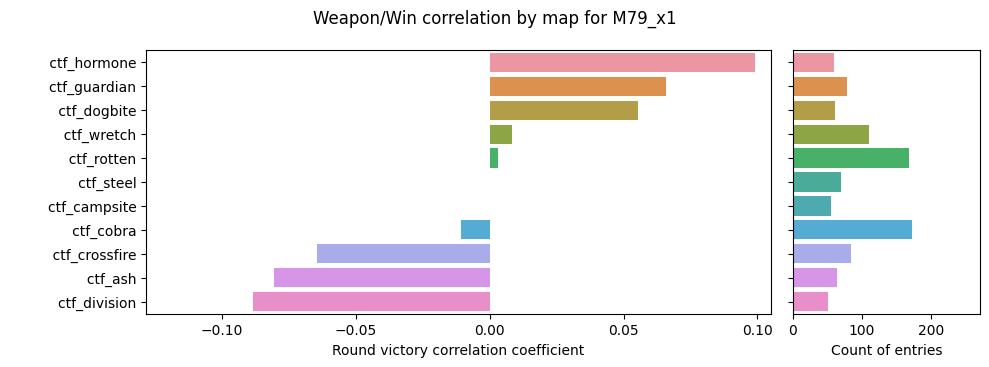 Weapon/Win correlation by map for M79_x1
ctf_hormone
ctf_guardian
ctf_dogbite
ctf_wretch
ctf_rotten
ctf_steel
ctf_campsite
ctf_cobra
ctf_crossfire
ctf_ash
ctf_division
−0.10 −0.05 0.00 0.05 0.10
Round victory correlation coefficient
0 100 200
Count of entries